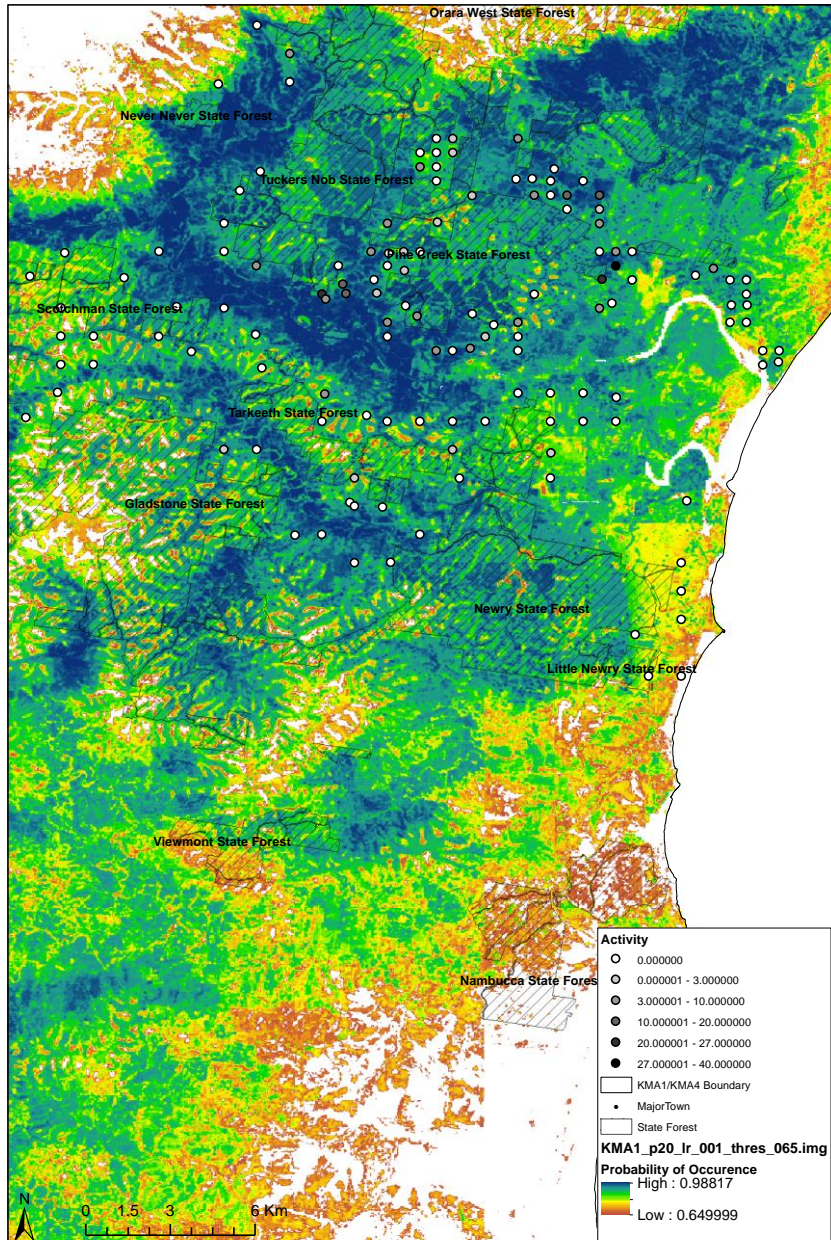 Orara West State Forest
Never Never State Forest
Tuckers Nob State Forest
Pine Creek State Forest
Scotchman State Forest
Tarkeeth State Forest
Gladstone State Forest
Newry State Forest
Little Newry State Forest
Viewmont State Forest
Nambucca State Fores
Activity
0.000000
0.000001 - 3.000000
3.000001 - 10.000000
10.000001 - 20.000000
20.000001 - 27.000000
27.000001 - 40.000000
KMA1/KMA4 Boundary
MajorTown
State Forest
KMA1_p20_lr_001_thres_065.img
Probability of Occurence
High : 0.98817
Low : 0.649999
N
0 1.5 3 6 Km